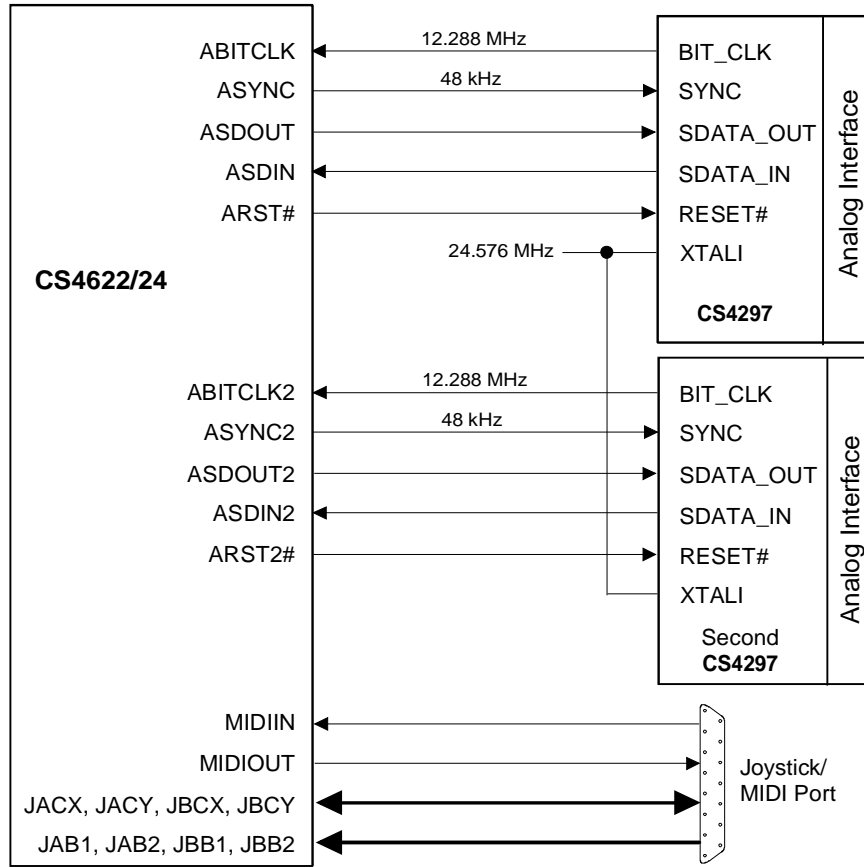 ABITCLK 12.288 MHz BIT_CLK
ASYNC 48 kHz SYNC
ASDOUT SDATA_OUT
ASDIN SDATA_IN
ARST# RESET#
24.576 MHz XTALI
CS4622/24
CS4297
Analog Interface
ABITCLK2 12.288 MHz BIT_CLK
ASYNC2 48 kHz SYNC
ASDOUT2 SDATA_OUT
ASDIN2 SDATA_IN
ARST2# RESET#
XTALI
Second
CS4297
Analog Interface
MIDIIN
MIDIOUT
Joystick/
MIDI Port
JACX, JACY, JBCX, JBCY
JAB1, JAB2, JBB1, JBB2